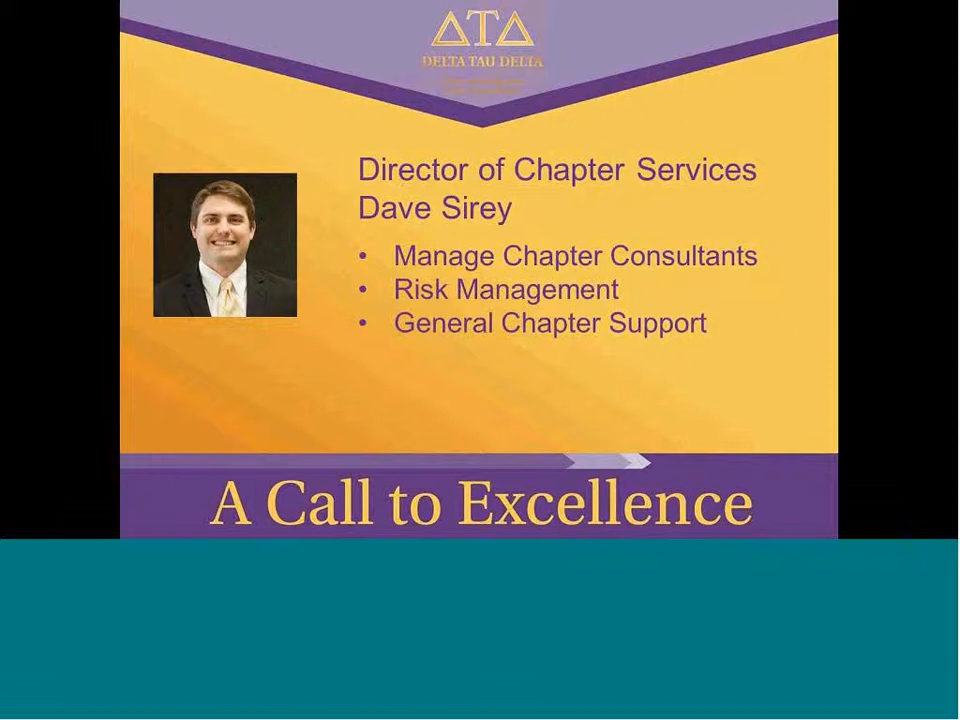 ΔΤΔ
DELTA TAU DELTA
Director of Chapter Services
Dave Sirey
• Manage Chapter Consultants
• Risk Management
• General Chapter Support
A Call to Excellence